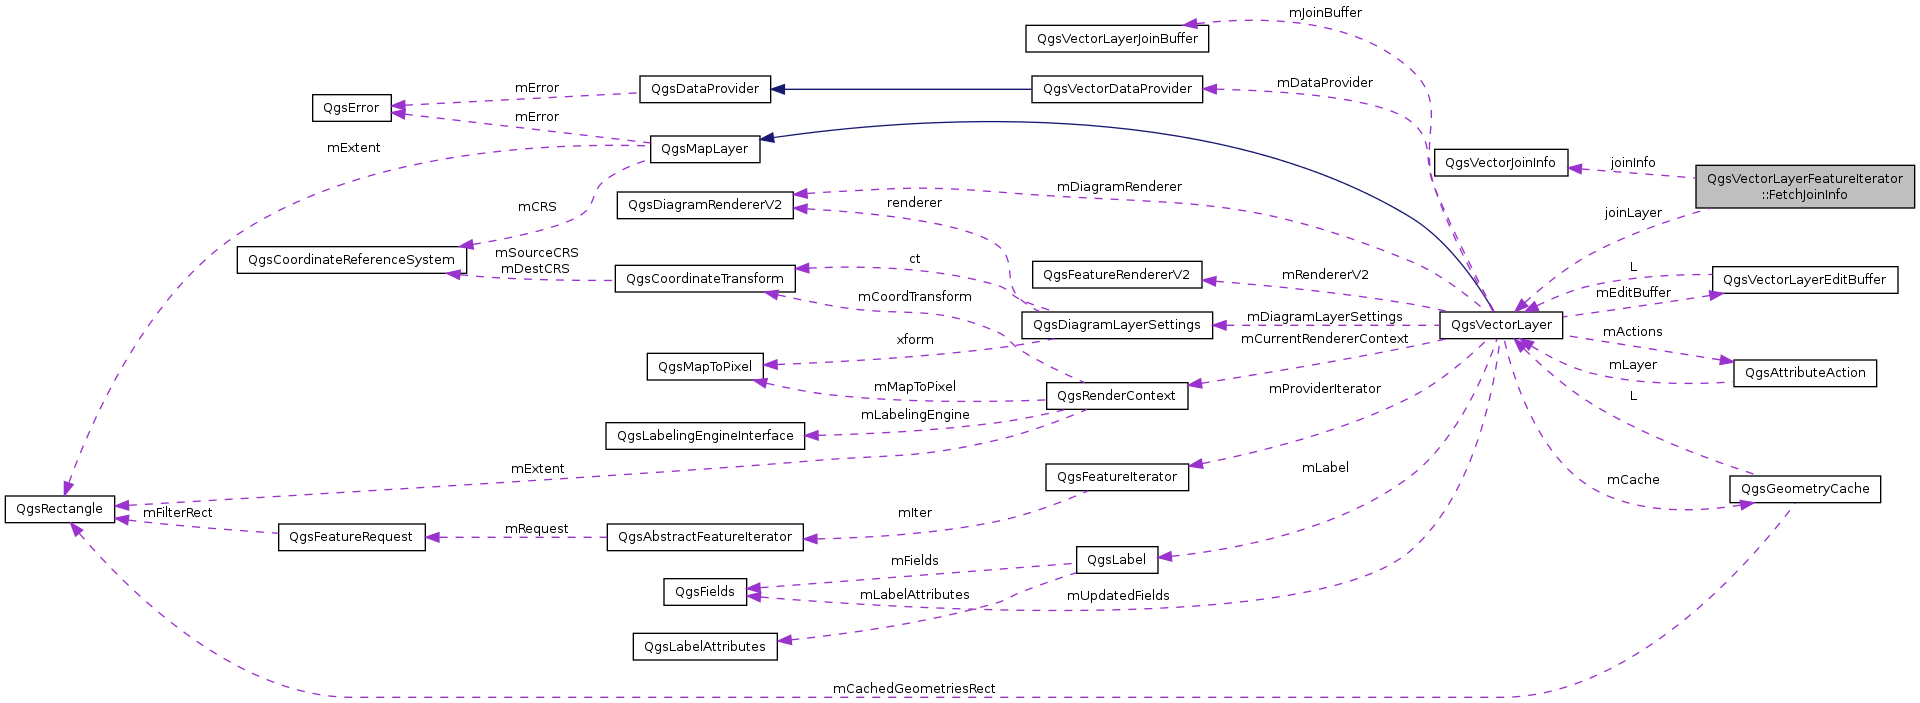 mJoinBuffer
QgsVectorLayerJoinBuffer
mError
QgsDataProvider
QgsVectorDataProvider
mDataProvider
QgsError
mError
mExtent
QgsMapLayer
QgsVectorJoinInfo
joinInfo
QgsVectorLayerFeatureIterator
::FetchJoinInfo
mDiagramRenderer
mCRS
QgsDiagramRendererV2
renderer
joinLayer
QgsCoordinateReferenceSystem
mSourceCRS
mDestCRS
QgsCoordinateTransform
ct
QgsFeatureRendererV2
mRendererV2
L
QgsVectorLayerEditBuffer
mCoordTransform
mEditBuffer
QgsDiagramLayerSettings
mDiagramLayerSettings
QgsVectorLayer
mActions
xform
mCurrentRendererContext
QgsMapToPixel
mLayer
QgsAttributeAction
mMapToPixel
QgsRenderContext
mProviderIterator
L
mLabelingEngine
QgsLabelingEngineInterface
mExtent
QgsFeatureIterator
mLabel
mCache
QgsGeometryCache
QgsRectangle
mFilterRect
mIter
QgsFeatureRequest
mRequest
QgsAbstractFeatureIterator
mFields
QgsLabel
QgsFields
mLabelAttributes
mUpdatedFields
QgsLabelAttributes
mCachedGeometriesRect